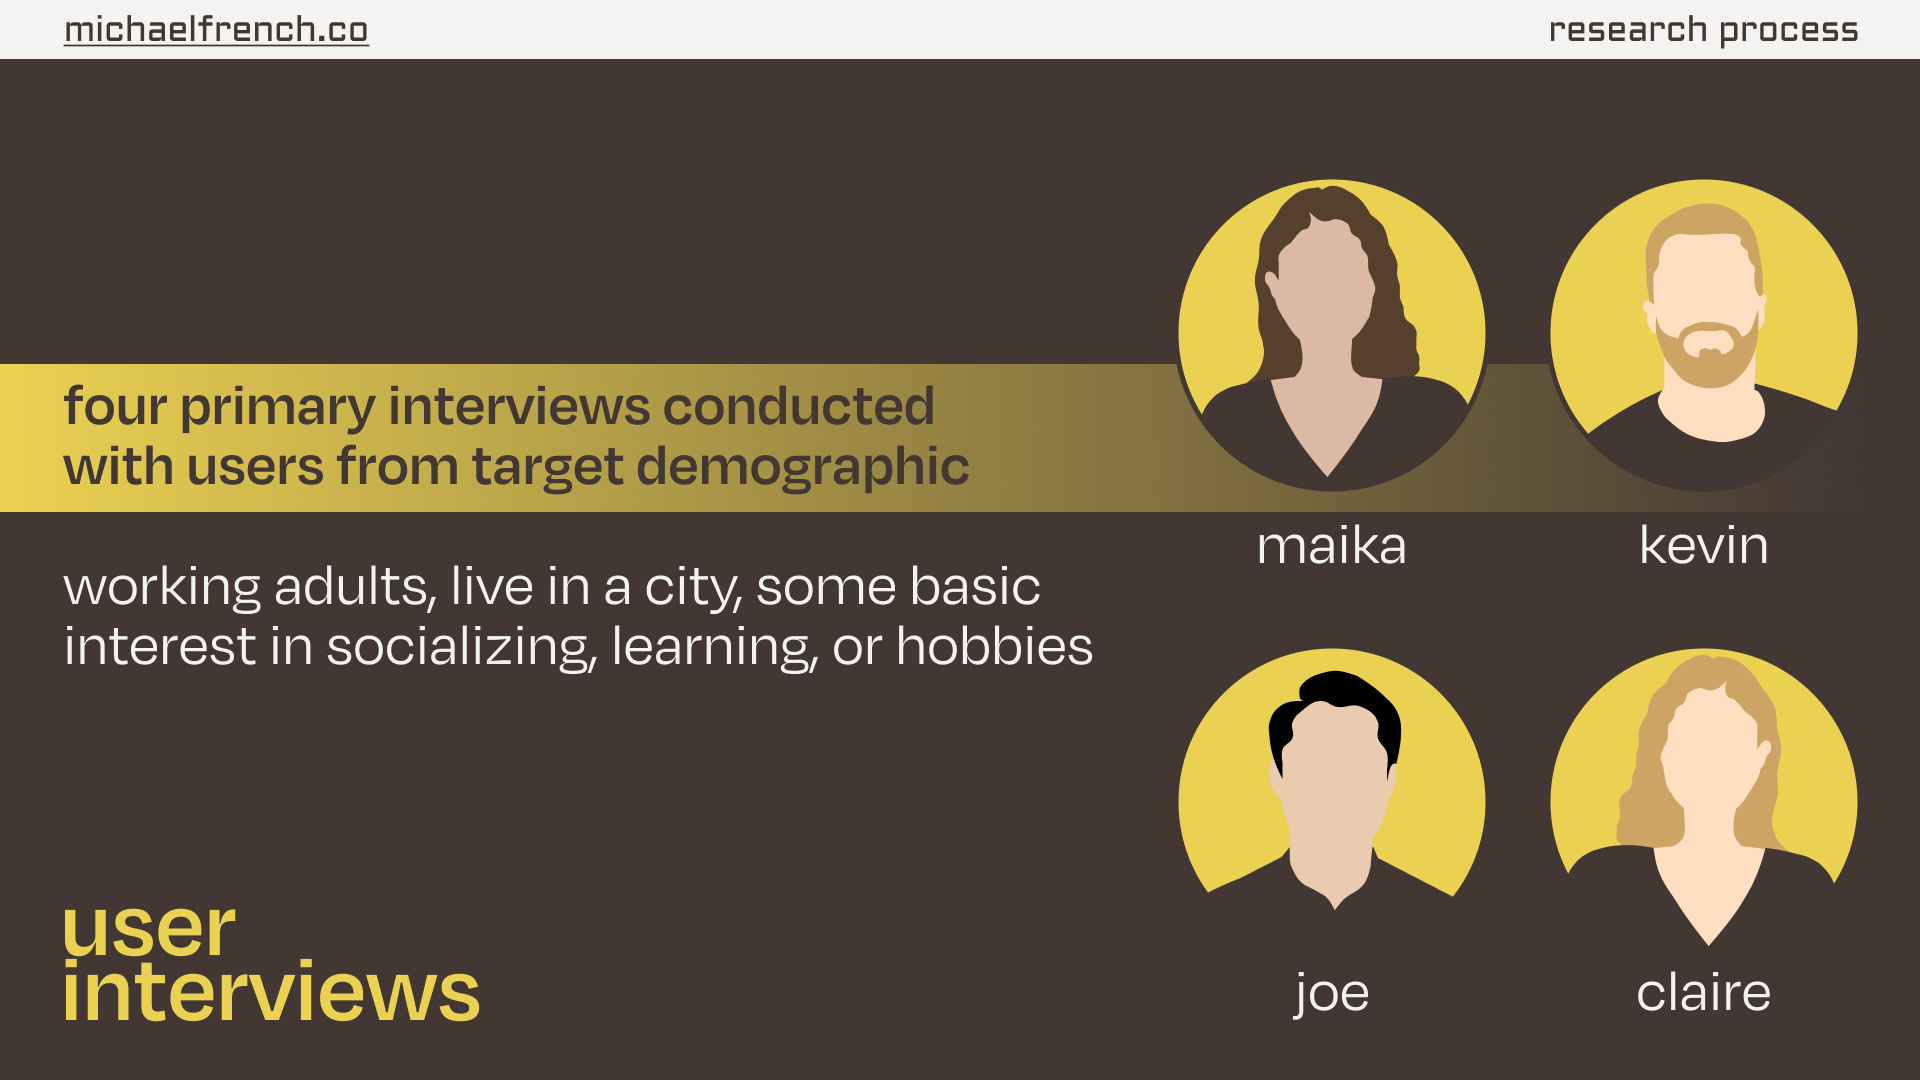 michaelfrench.co
research process
four primary interviews conducted
with users from target demographic
working adults, live in a city, some basic
interest in socializing, learning, or hobbies
maika
kevin
joe
claire
user
interviews